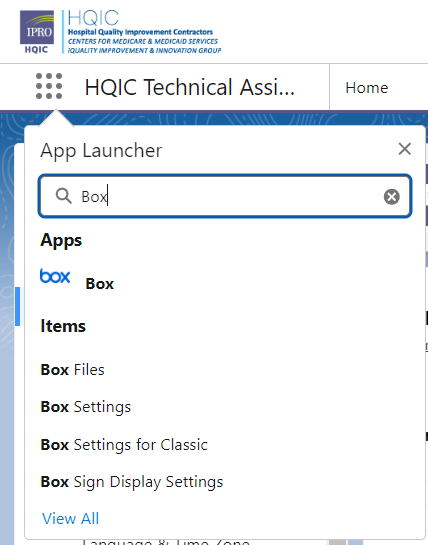 IPRO
HQIC
HQIC
Hospital Quality Improvement Contractors
CENTERS FOR MEDICARE & MEDICAID SERVICES
iQUALITY IMPROVEMENT & INNOVATION GROUP
HQIC Technical Assi...
Home
App Launcher
Box
Apps
box
Box
Items
Box Files
Box Settings
Box Settings for Classic
Box Sign Display Settings
View All
Language & Time Zone